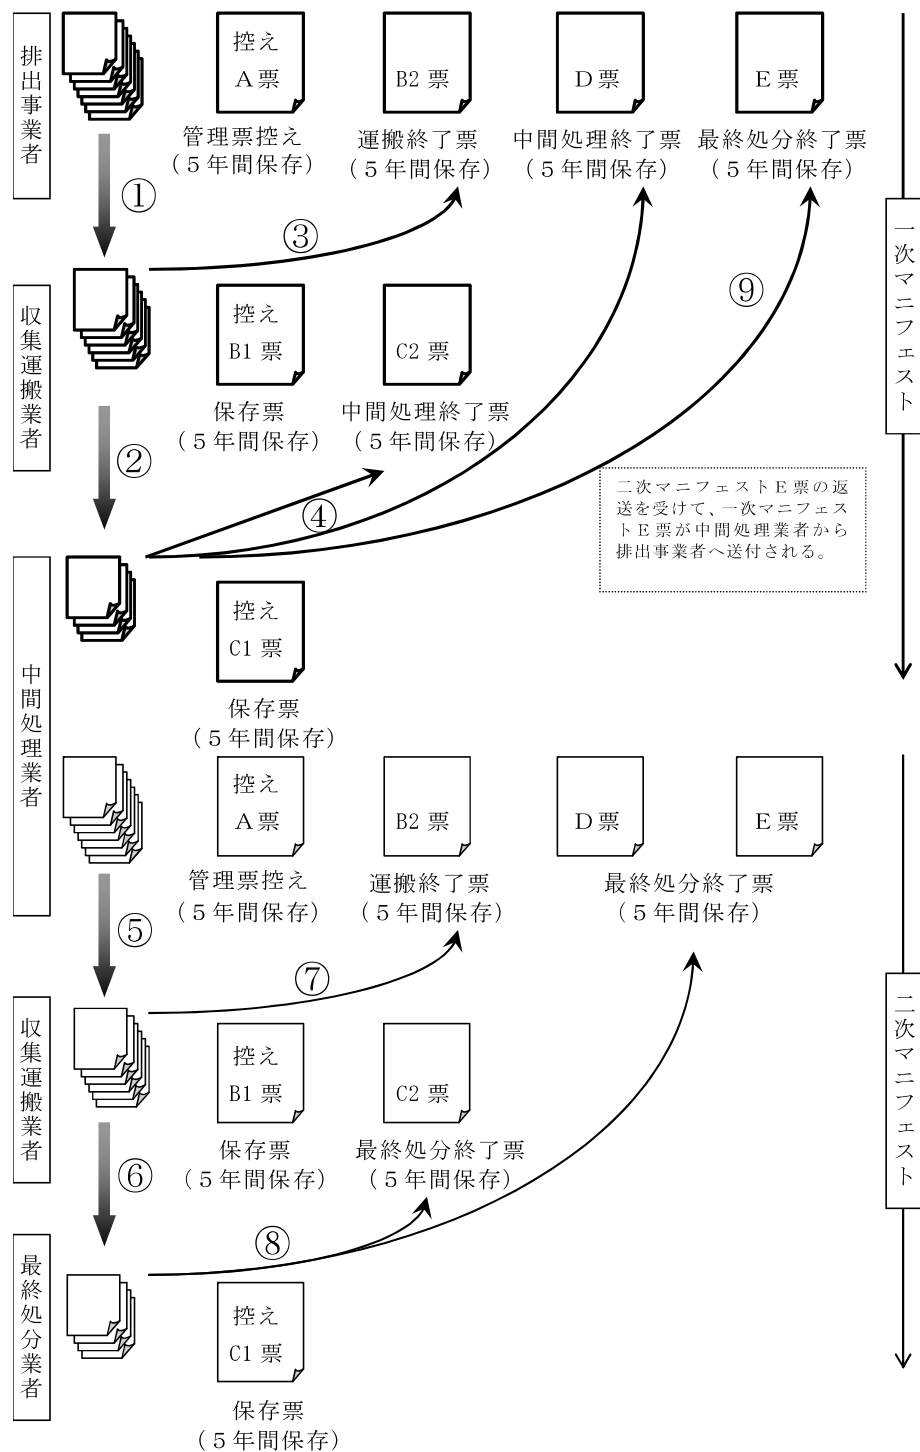 排出事業者
控え
A票
B2票
D票
E票
管理票控え
(5年間保存)
運搬終了票
(5年間保存)
中間処理終了票
(5年間保存)
最終処分終了票
(5年間保存)
①
③
⑨
一次マニフェスト
収集運搬業者
控え
B1票
C2票
保存票
(5年間保存)
中間処理終了票
(5年間保存)
②
④
二次マニフェストE票の返
送を受けて、一次マニフェス
トE票が中間処理業者から
排出事業者へ送付される。
中間処理業者
控え
C1票
保存票
(5年間保存)
控え
A票
B2票
D票
E票
管理票控え
(5年間保存)
運搬終了票
(5年間保存)
最終処分終了票
(5年間保存)
⑤
⑦
二次マニフェスト
収集運搬業者
控え
B1票
C2票
保存票
(5年間保存)
最終処分終了票
(5年間保存)
⑥
⑧
最終処分業者
控え
C1票
保存票
(5年間保存)